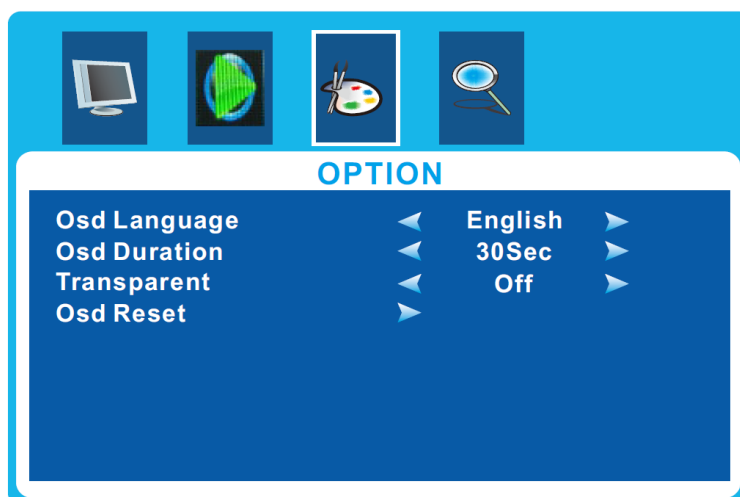 OPTION
Osd Language English
Osd Duration 30Sec
Transparent Off
Osd Reset